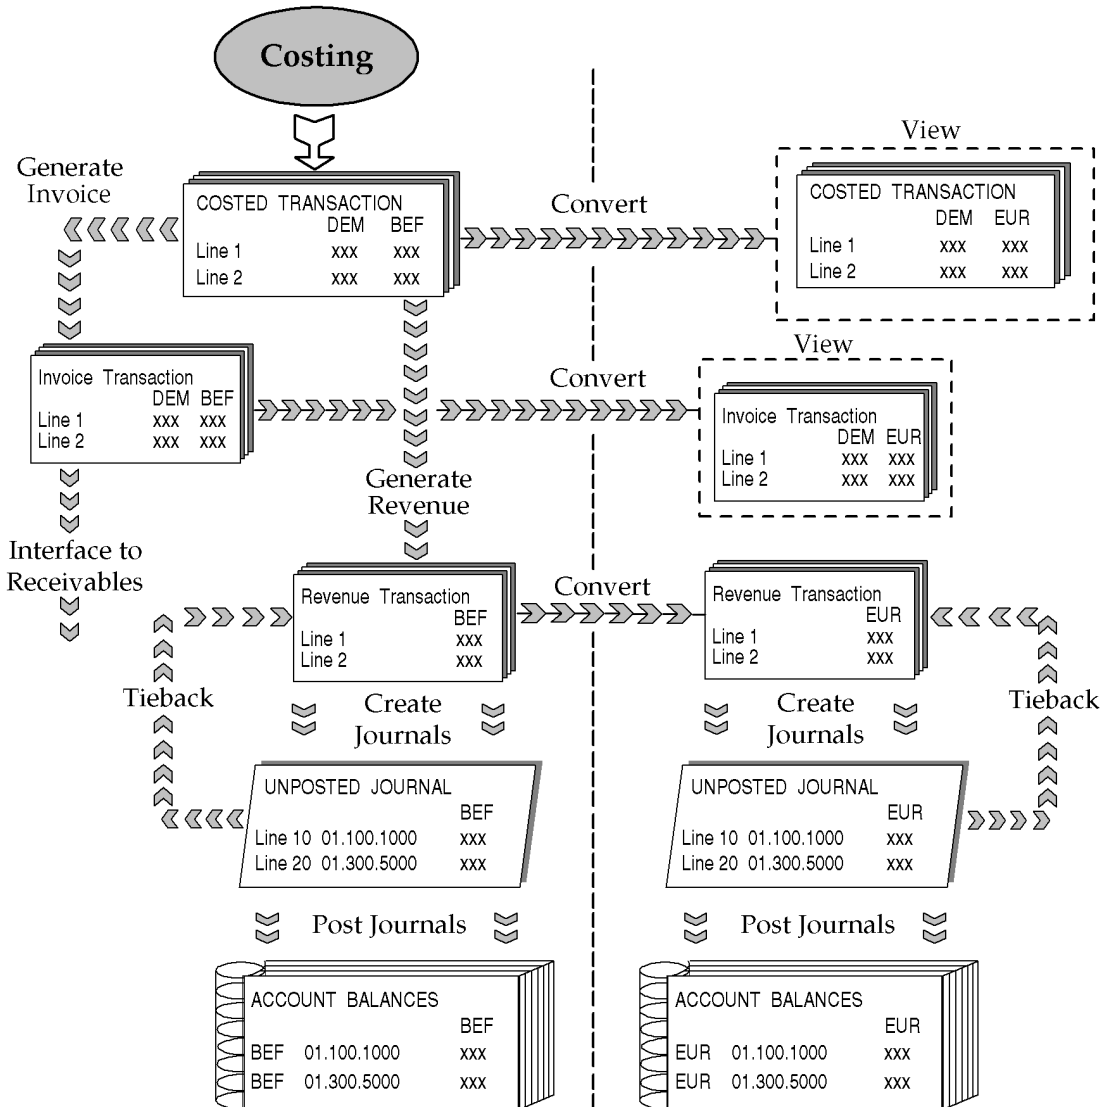 Costing
Generate
Invoice
COSTED TRANSACTION
DEM BEF
Line 1 xxx xxx
Line 2 xxx xxx
Convert
View
COSTED TRANSACTION
DEM EUR
Line 1 xxx xxx
Line 2 xxx xxx
Invoice Transaction
DEM BEF
Line 1 xxx xxx
Line 2 xxx xxx
Convert
View
Invoice Transaction
DEM EUR
Line 1 xxx xxx
Line 2 xxx xxx
Generate
Revenue
Interface to
Receivables
Revenue Transaction
BEF
Line 1 xxx
Line 2 xxx
Convert
Revenue Transaction
EUR
Line 1 xxx
Line 2 xxx
Tieback
Create
Journals
Create
Journals
Tieback
UNPOSTED JOURNAL
BEF
Line 10 01.100.1000 xxx
Line 20 01.300.5000 xxx
UNPOSTED JOURNAL
EUR
Line 10 01.100.1000 xxx
Line 20 01.300.5000 xxx
Post Journals
Post Journals
ACCOUNT BALANCES
BEF
BEF 01.100.1000 xxx
BEF 01.300.5000 xxx
ACCOUNT BALANCES
EUR
EUR 01.100.1000 xxx
EUR 01.300.5000 xxx